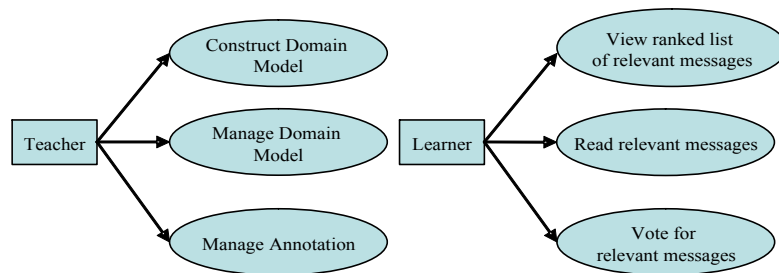 Construct Domain
Model
Teacher
Manage Domain
Model
Manage Annotation
View ranked list
of relevant messages
Learner
Read relevant messages
Vote for
relevant messages